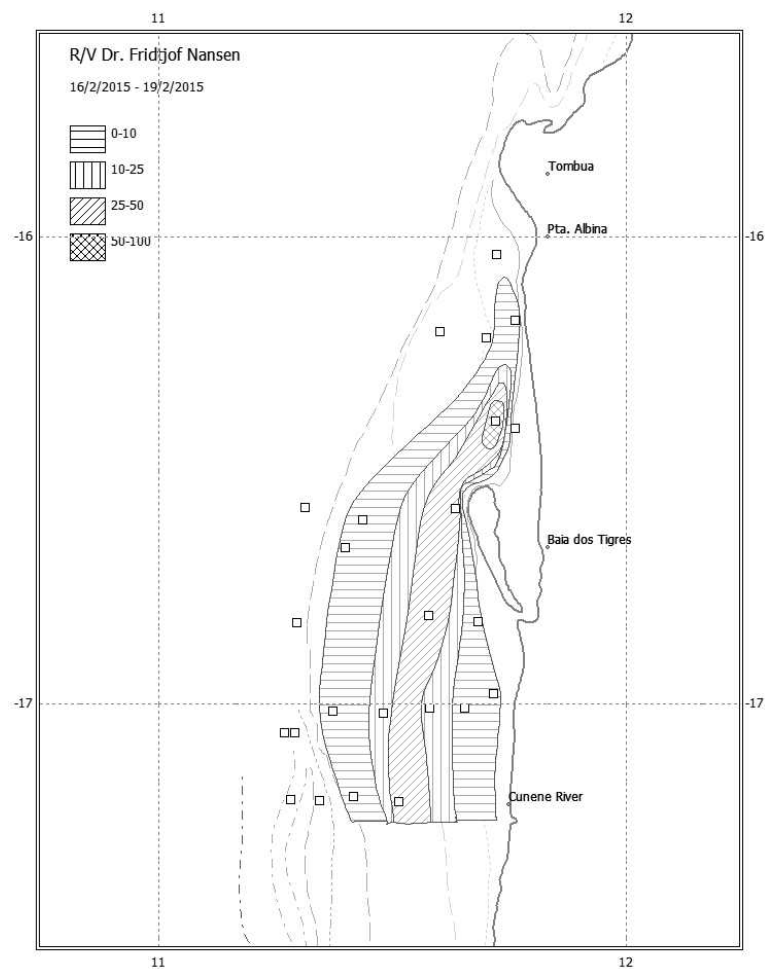 11 12
R/V Dr. Fridtjof Nansen
16/2/2015 - 19/2/2015
0-10
10-25
25-50
50-100
Tombua
-16 Pta. Albina -16
Baia dos Tigres
-17 -17
Cunene River
11 12